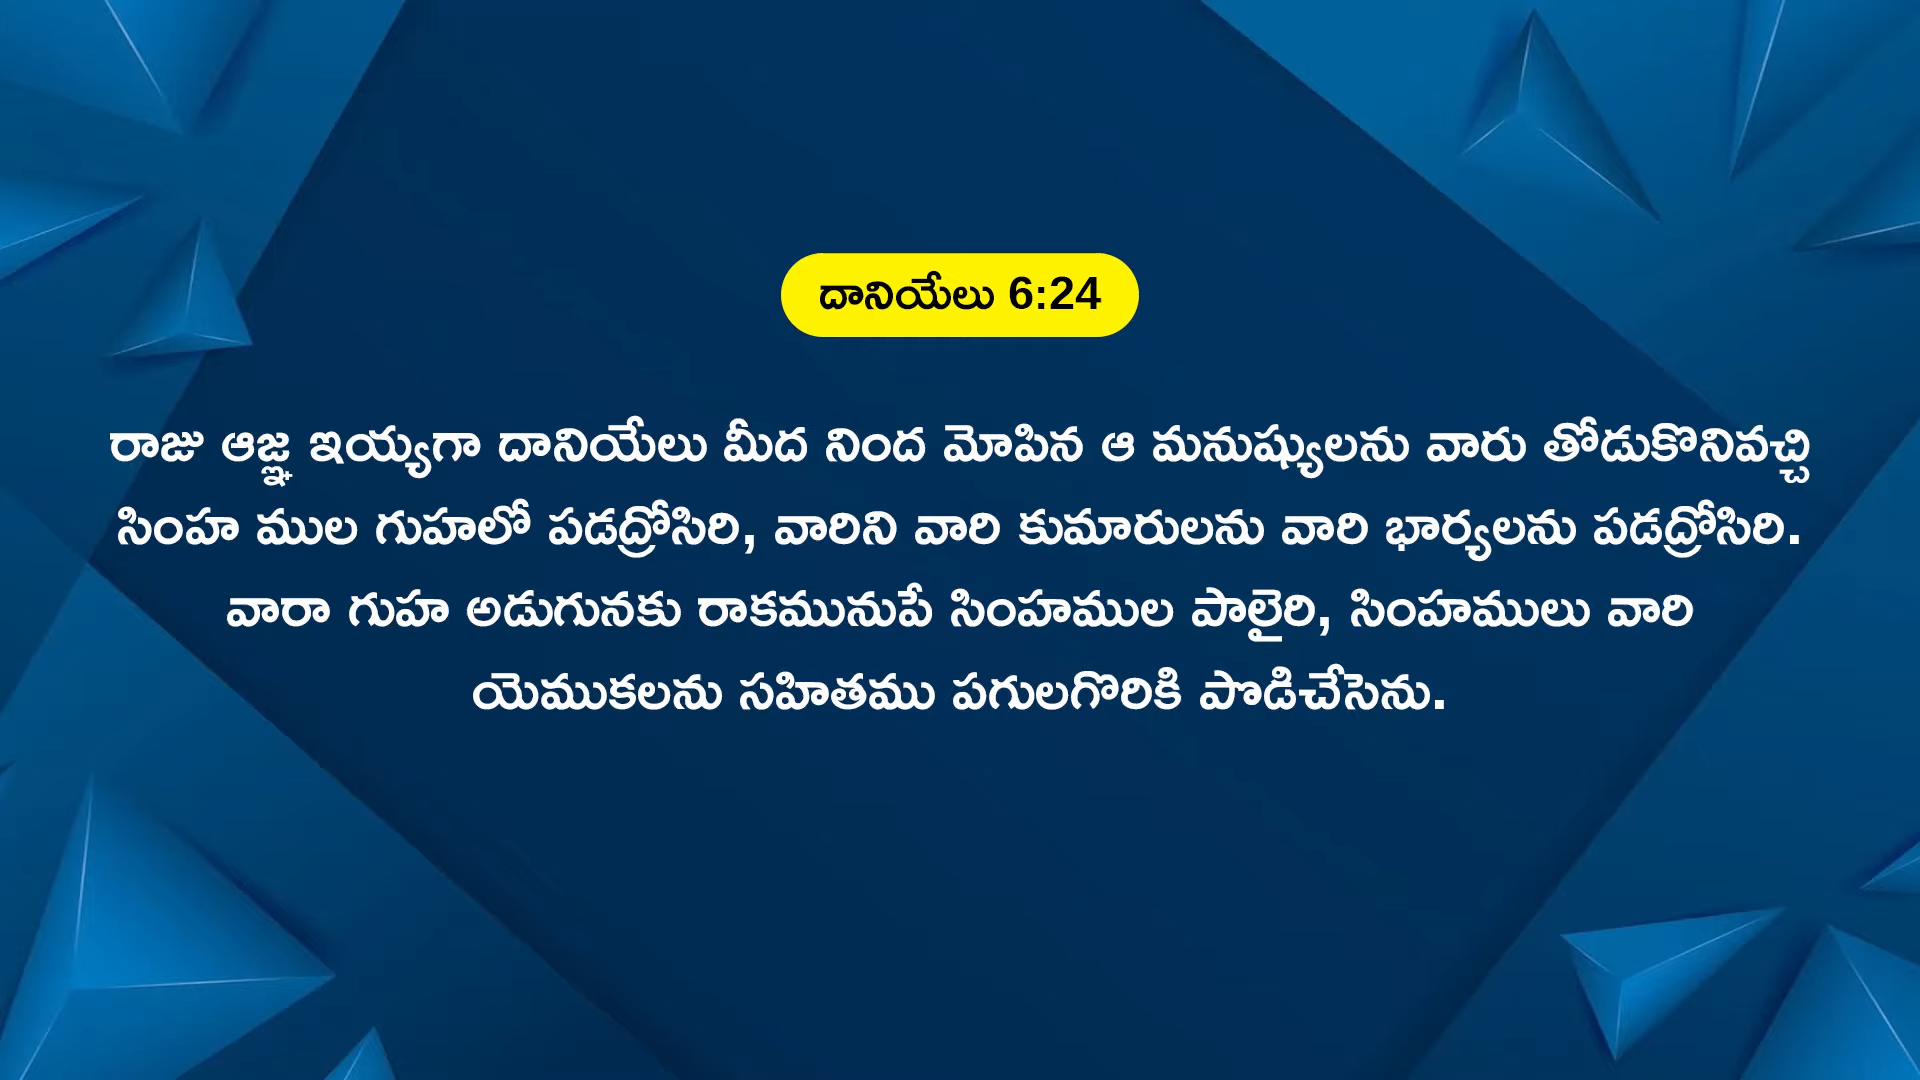 దానియేలు 6:24
రాజు ఆజ్ఞ ఇయ్యగా దానియేలు మీద నింద మోపిన ఆ మనుష్యులను వారు తోడుకొనివచ్చి
సింహ ముల గుహలో పడద్రోసిరి, వారిని వారి కుమారులను వారి భార్యలను పడద్రోసిరి.
వారా గుహ అడుగునకు రాకమునుపే సింహముల పాలైరి, సింహములు వారి
యెముకలను సహితము పగులగొరికి పొడిచేసెను.